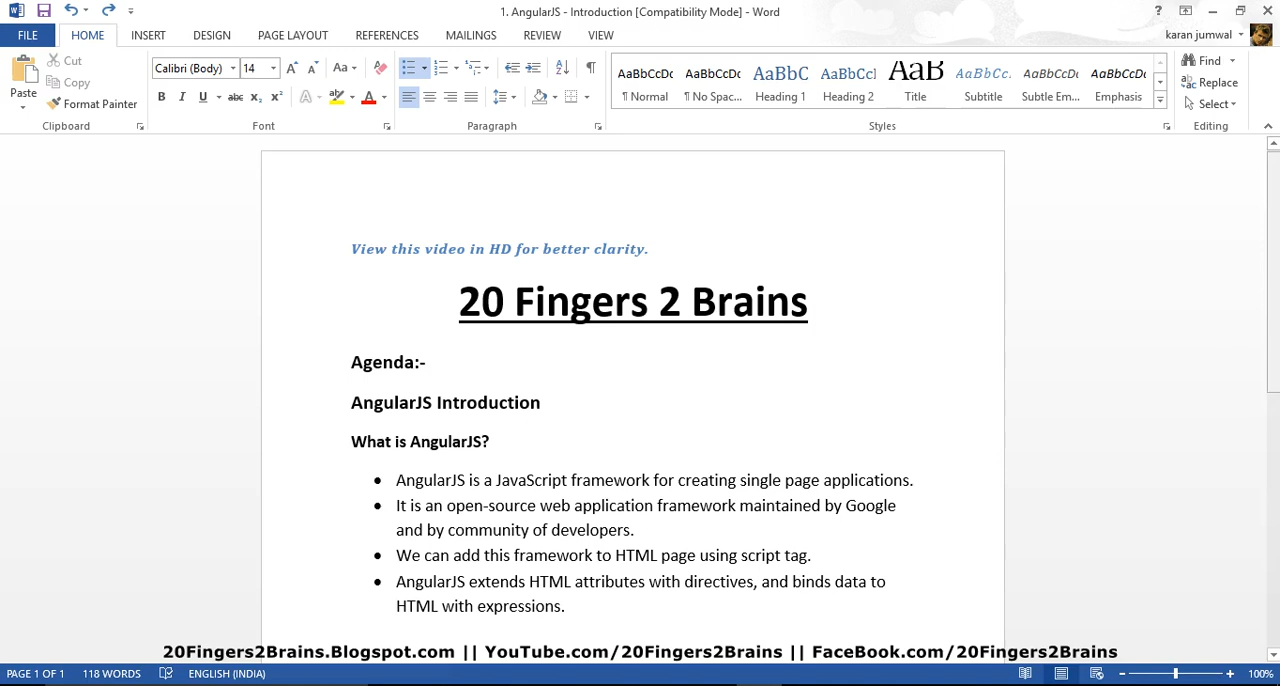 1. AngularJS - Introduction [Compatibility Mode] - Word
FILE HOME INSERT DESIGN PAGE LAYOUT REFERENCES MAILINGS REVIEW VIEW karan jumwal
Paste Cut Copy Format Painter
Clipboard
Calibri (Body) 14
Font
Paragraph
AaBbCcDc AaBbCcDc AaBbC AaBbCcI AaB AaBbCc. AaBbCcDc AaBbCcDc
¶ Normal ¶ No Spac... Heading 1 Heading 2 Title Subtitle Subtle Em... Emphasis
Styles
Find
Replace
Select
Editing
View this video in HD for better clarity.
20 Fingers 2 Brains
Agenda:-
AngularJS Introduction
What is AngularJS?
• AngularJS is a JavaScript framework for creating single page applications.
• It is an open-source web application framework maintained by Google
and by community of developers.
• We can add this framework to HTML page using script tag.
• AngularJS extends HTML attributes with directives, and binds data to
HTML with expressions.
20Fingers2Brains.Blogspot.com || YouTube.com/20Fingers2Brains || FaceBook.com/20Fingers2Brains
PAGE 1 OF 1 118 WORDS ENGLISH (INDIA) 100%